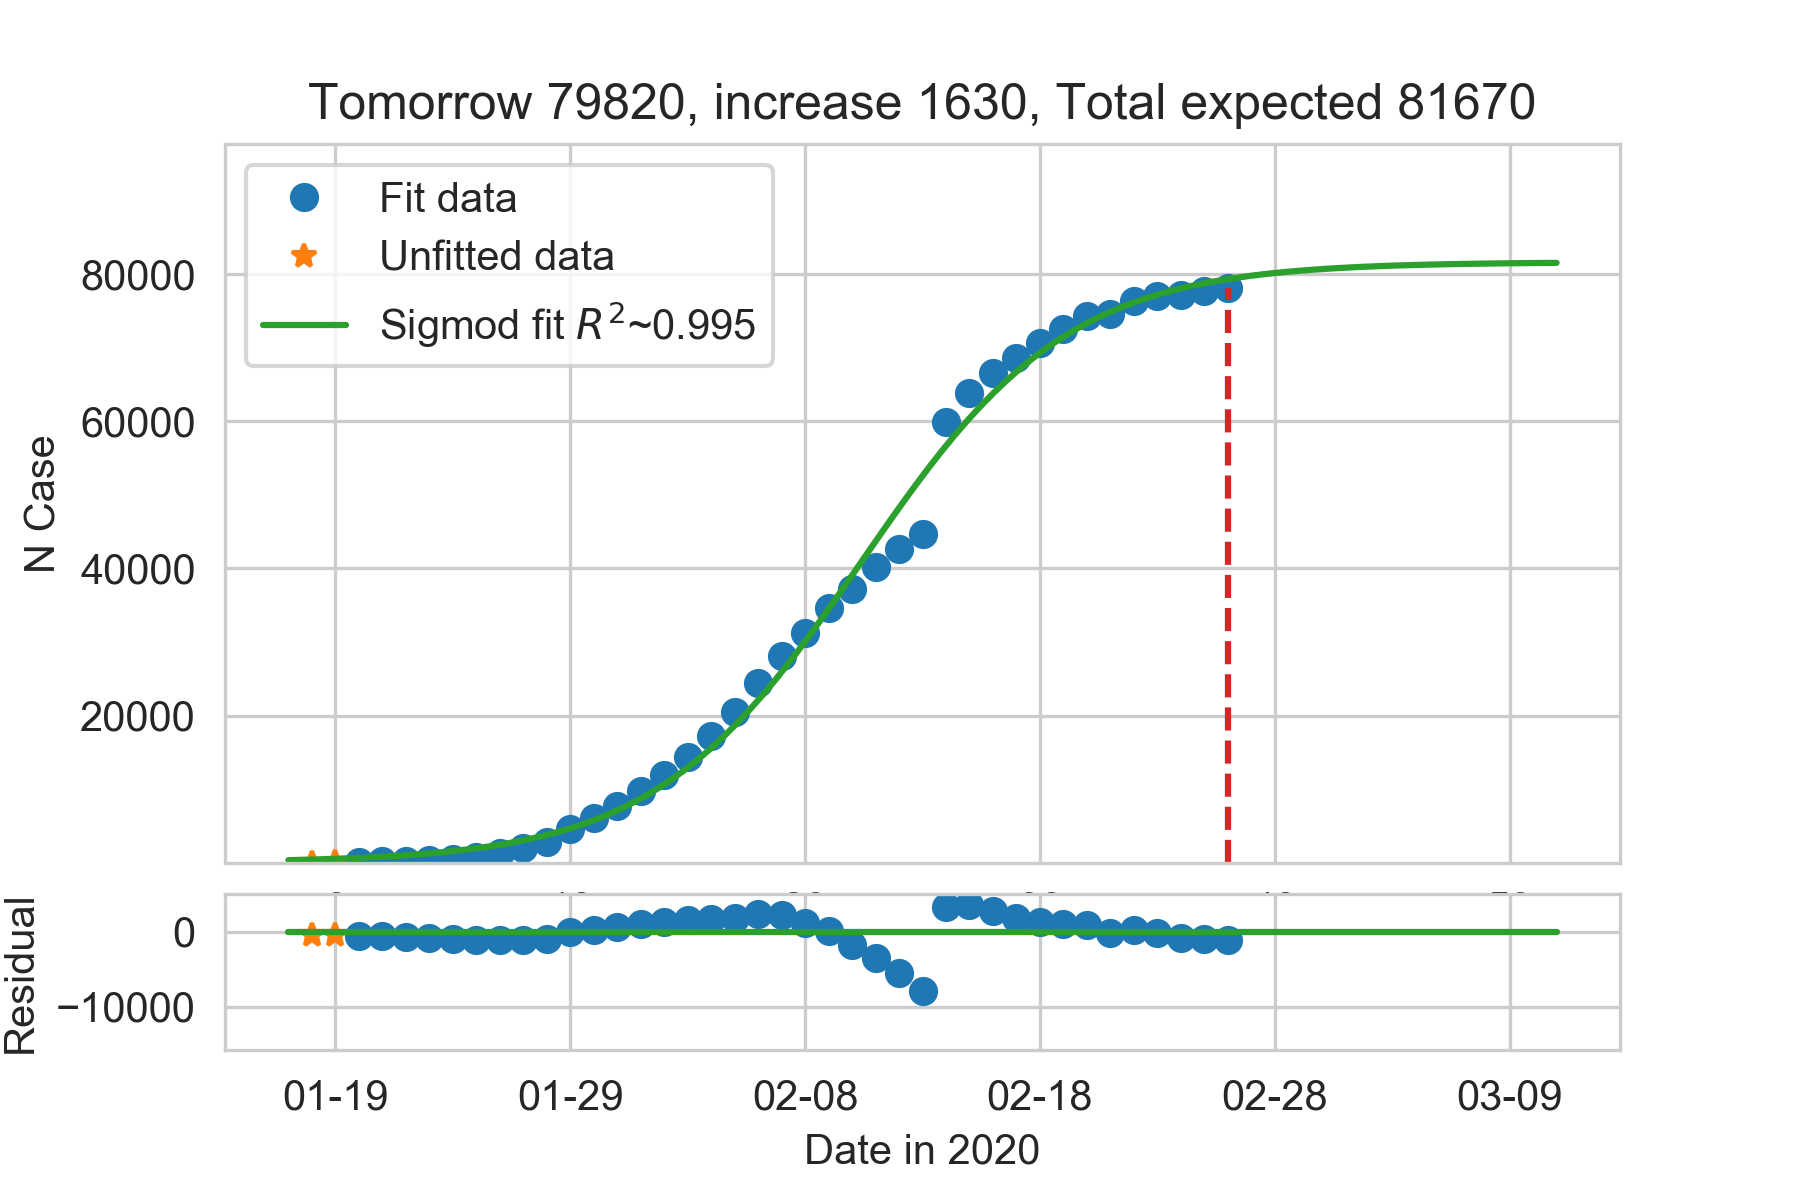 Tomorrow 79820, increase 1630, Total expected 81670
Fit data
Unfitted data
Sigmod fit R²~0.995
80000
60000
40000
20000
N Case
0
−10000
Residual
01-19 01-29 02-08 02-18 02-28 03-09
Date in 2020